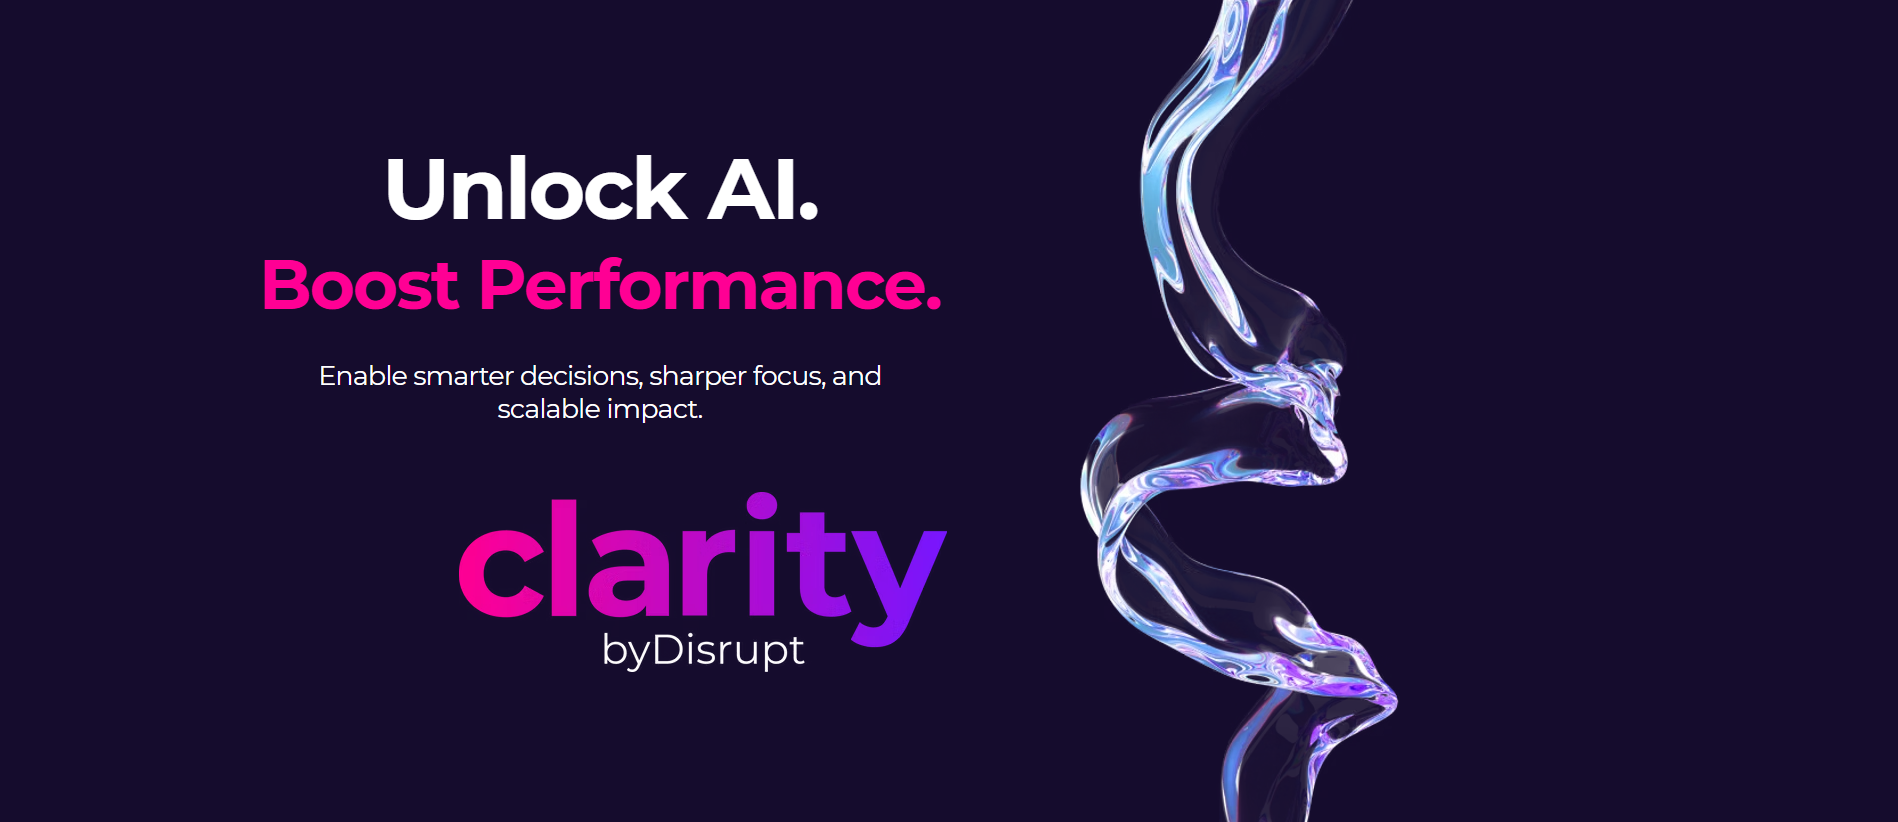 Unlock AI.
Boost Performance.
Enable smarter decisions, sharper focus, and
scalable impact.
clarity
byDisrupt